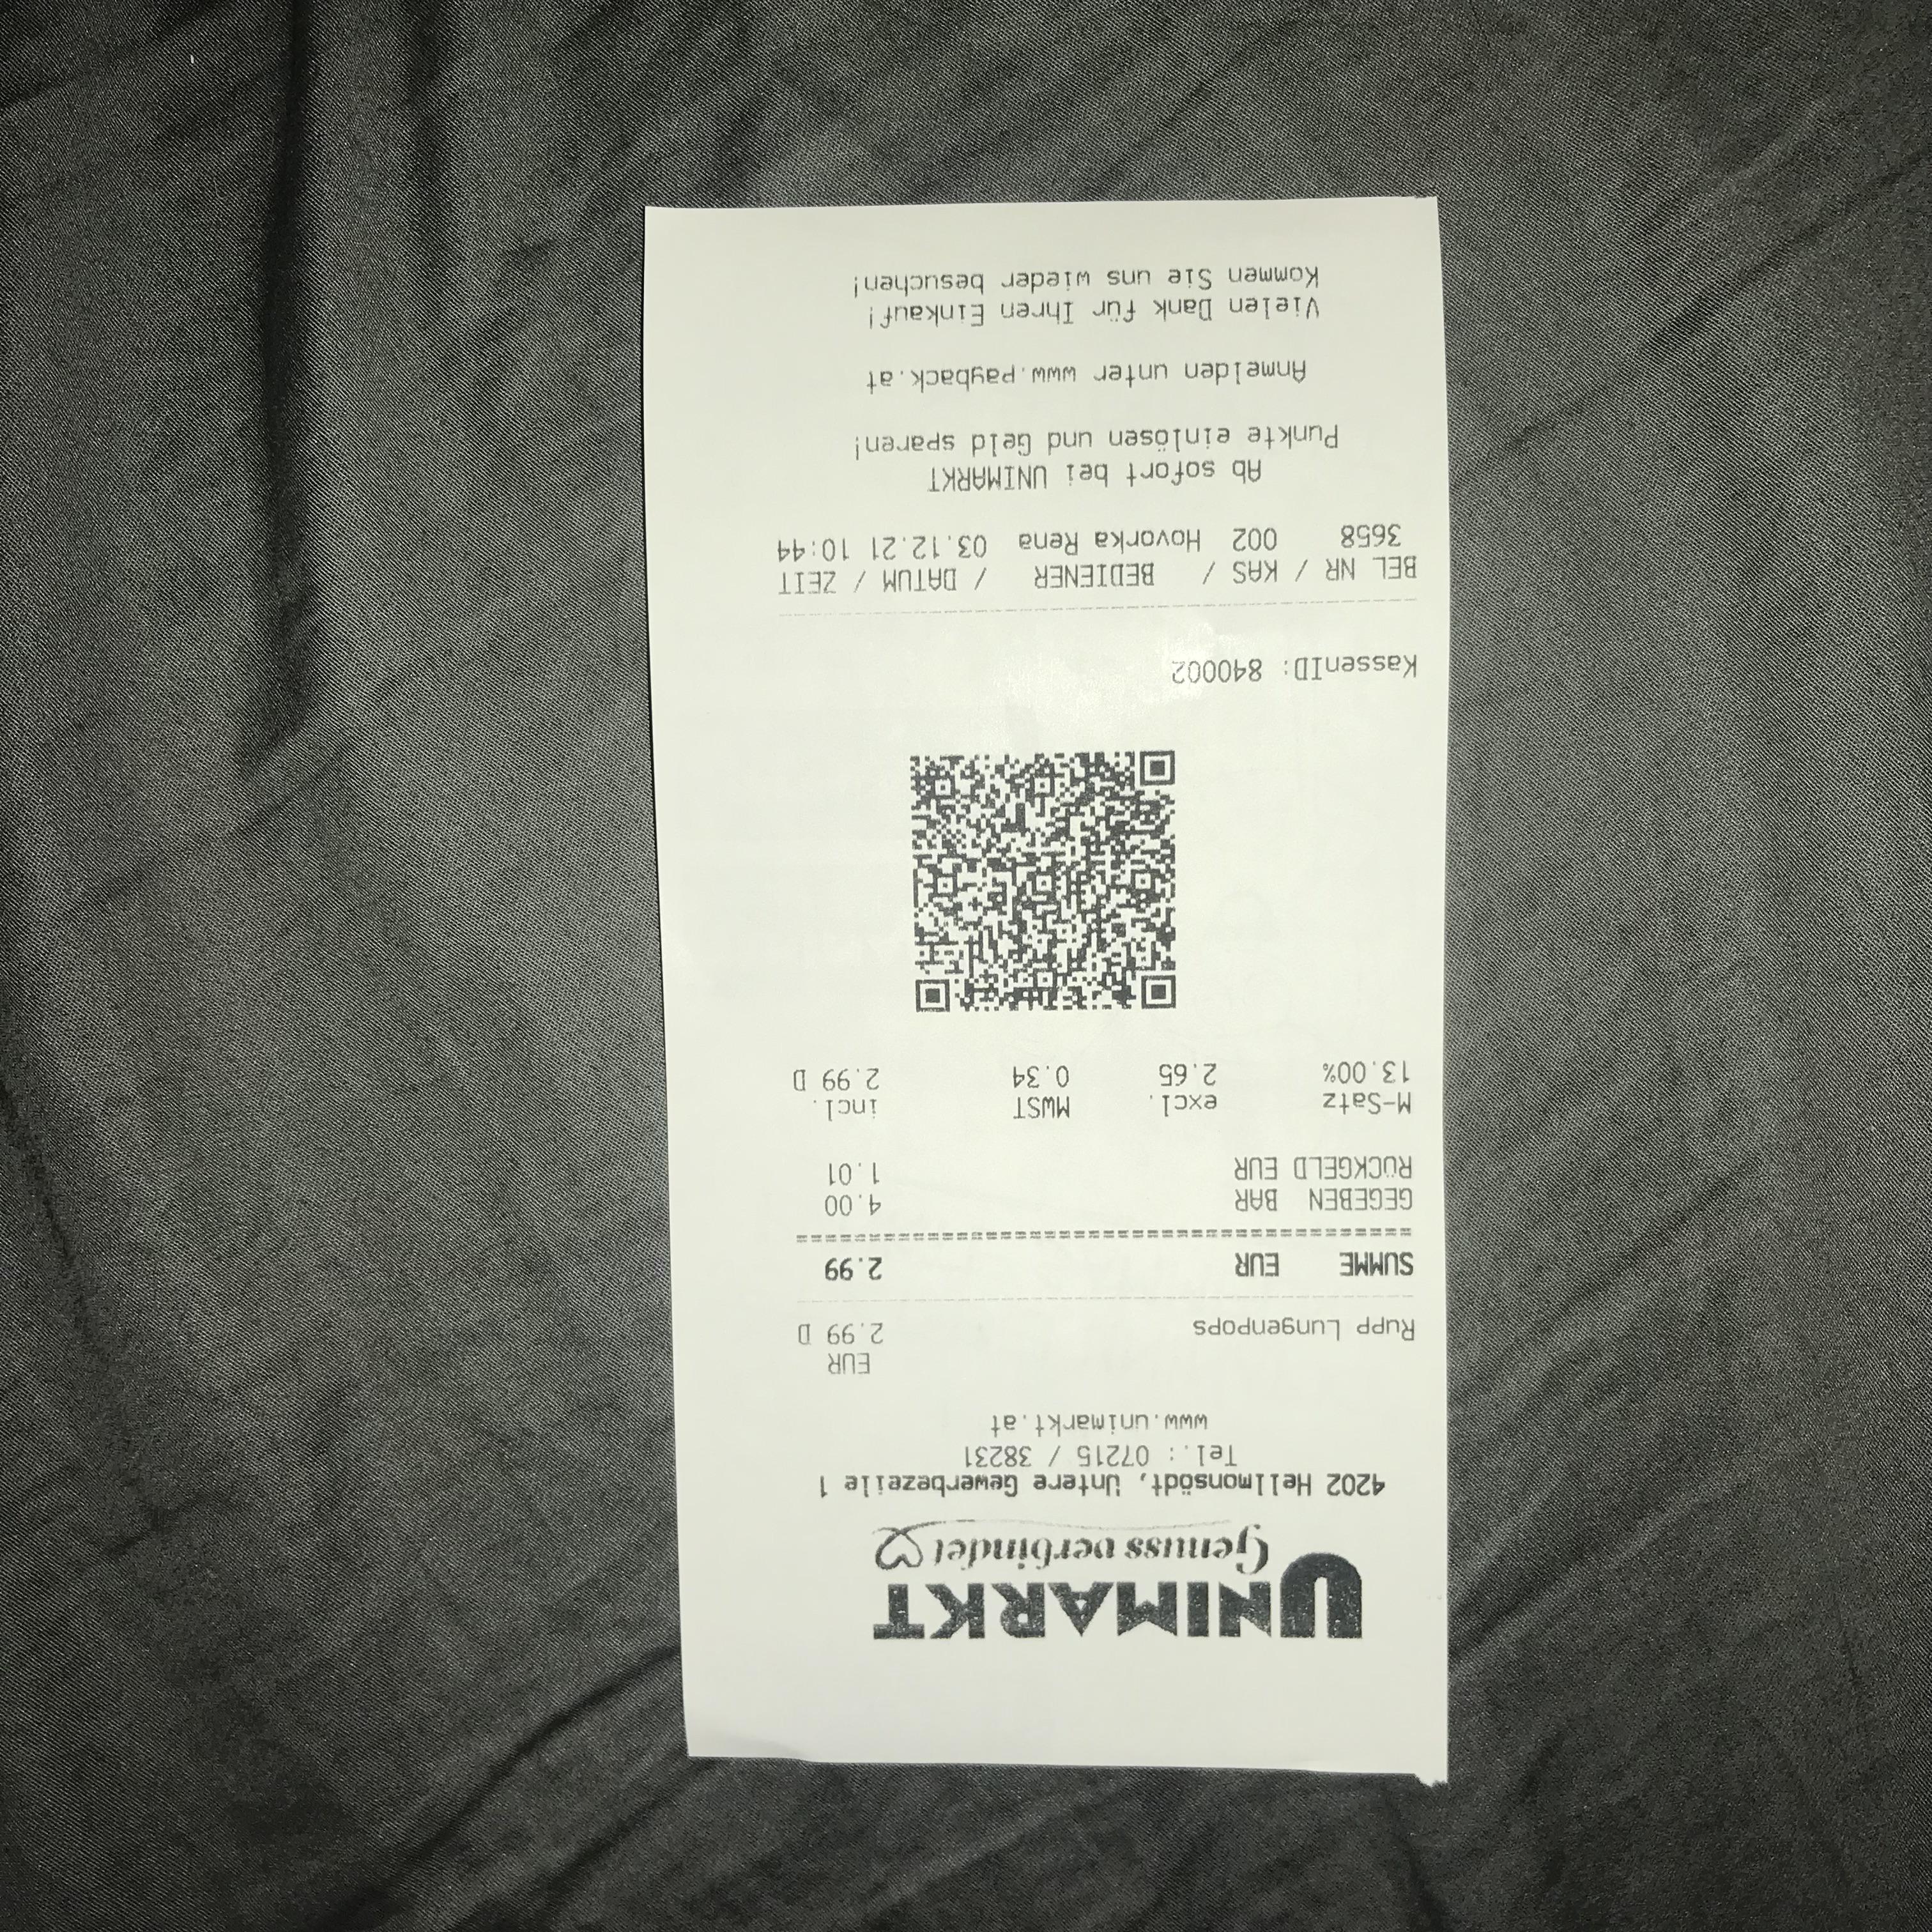 UNIMARKT
Genuss verbindet
4202 Hellmonsödt, Untere Gewerbezeile 1
Tel.: 07215 / 38231
www.unimarkt.at
EUR
Rupp Lungenpops 2.99 D
SUMME EUR 2.99
GEGEBEN BAR 4.00
RÜCKGELD EUR 1.01
M-Satz excl. MWST incl.
13.00% 2.65 0.34 2.99 D
KassenID: 840002
BEL NR / KAS / BEDIENER / DATUM / ZEIT
3658 002 Hovorka Rena 03.12.21 10:44
Ab sofort bei UNIMARKT
Punkte einlösen und Geld sparen!
Anmelden unter www.payback.at
Vielen Dank für Ihren Einkauf!
Kommen Sie uns wieder besuchen!